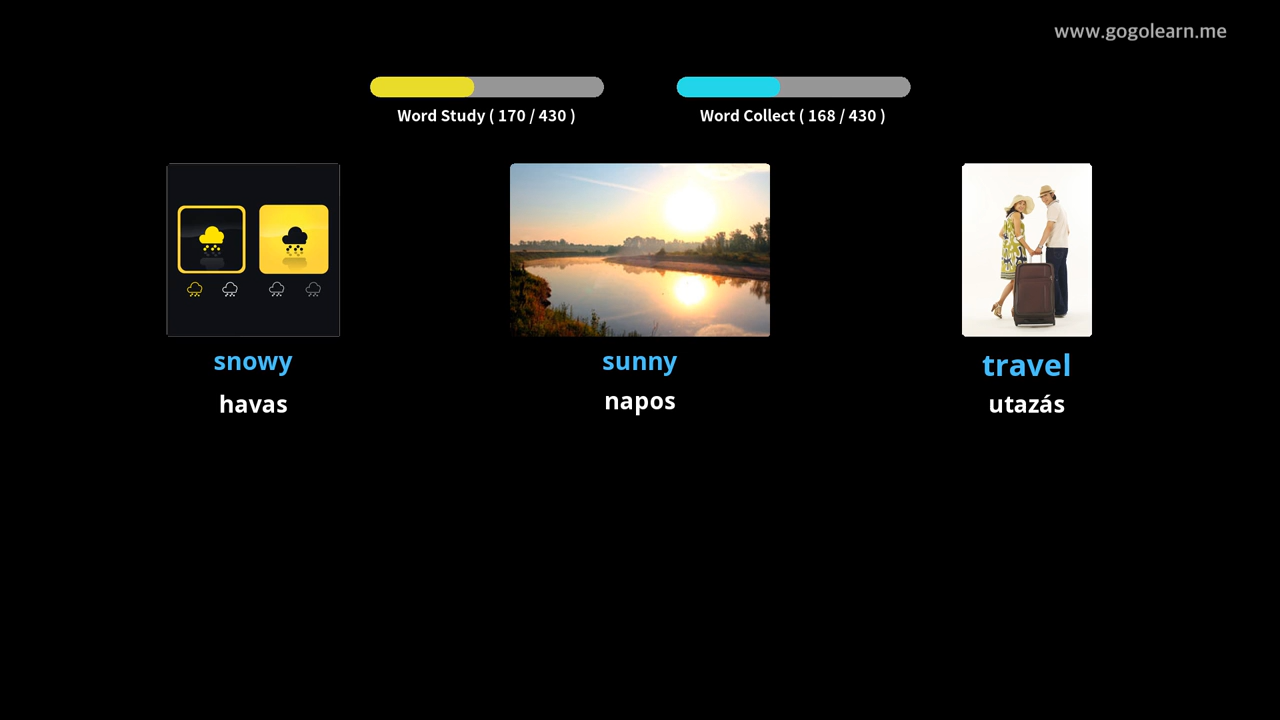 www.gogolearn.me
Word Study ( 170 / 430 )
Word Collect ( 168 / 430 )
snowy
sunny
travel
havas
napos
utazás